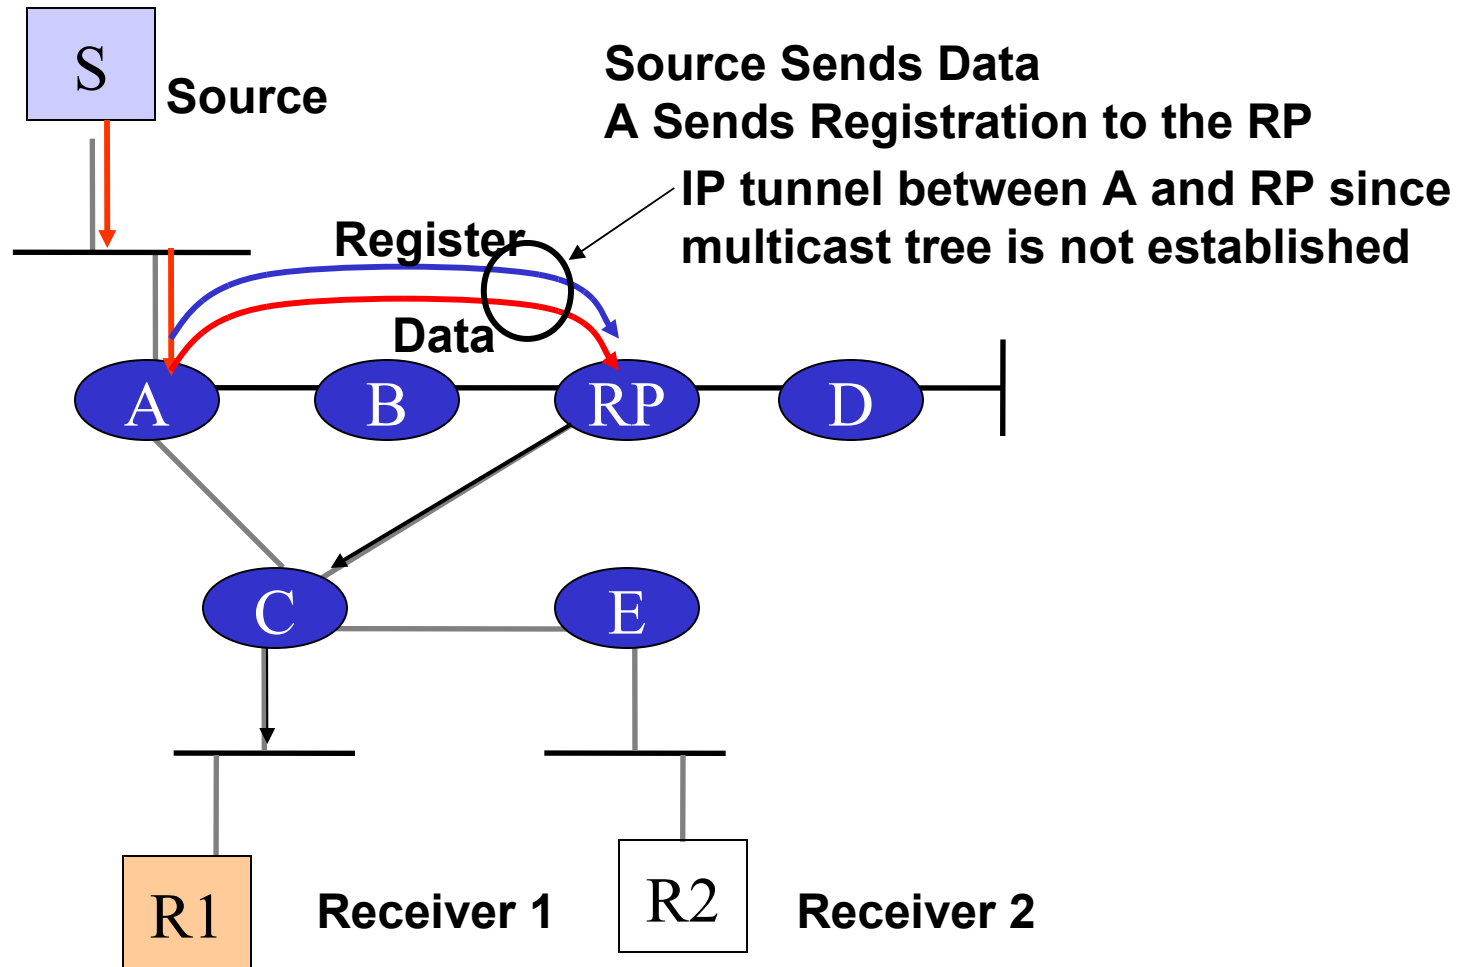 S
Source
Source Sends Data
A Sends Registration to the RP
IP tunnel between A and RP since
multicast tree is not established
Register
Data
A
B
RP
D
C
E
R1
Receiver 1
R2
Receiver 2